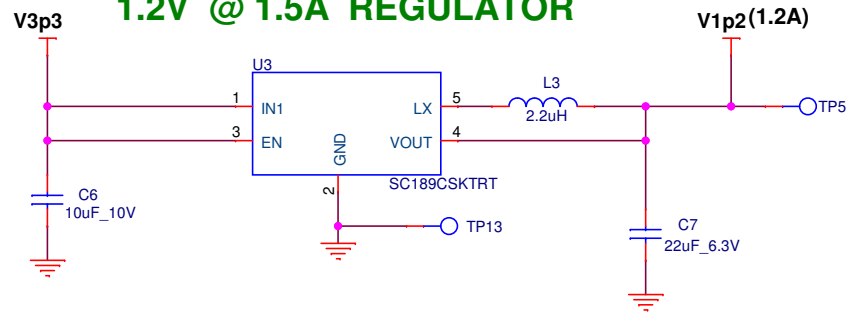 1.2V @ 1.5A REGULATOR
V3p3
V1p2 (1.2A)
U3
L3
1 IN1
LX 5
2.2uH
TP5
3 EN
VOUT 4
GND
2
SC189CSKTRT
C6
10uF_10V
TP13
C7
22uF_6.3V